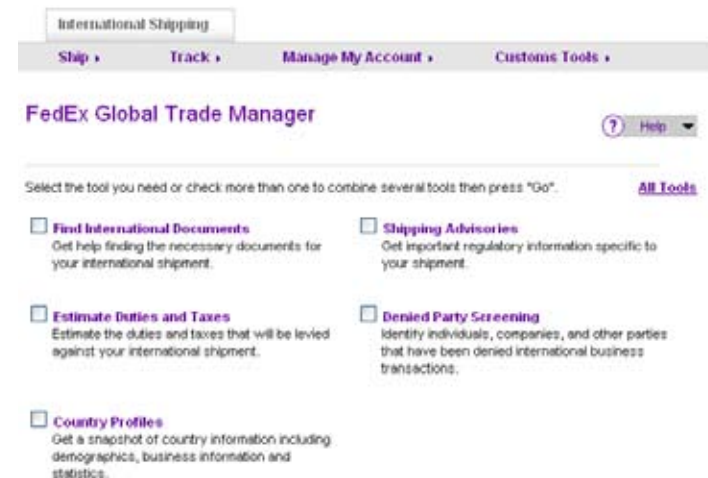 International Shipping
Ship Track Manage My Account Customs Tools
FedEx Global Trade Manager
? Help
Select the tool you need or check more than one to combine several tools then press "Go". All Tools
Find International Documents
Get help finding the necessary documents for
your international shipment.
Shipping Advisories
Get important regulatory information specific to
your shipment.
Estimate Duties and Taxes
Estimate the duties and taxes that will be levied
against your international shipment.
Denied Party Screening
Identify individuals, companies, and other parties
that have been denied international business
transactions.
Country Profiles
Get a snapshot of country information including
demographics, business information and
statistics.